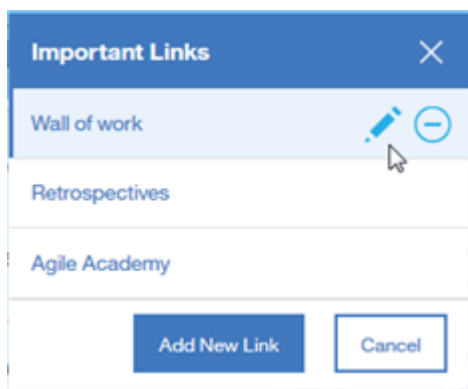 Important Links
Wall of work
Retrospectives
Agile Academy
Add New Link
Cancel